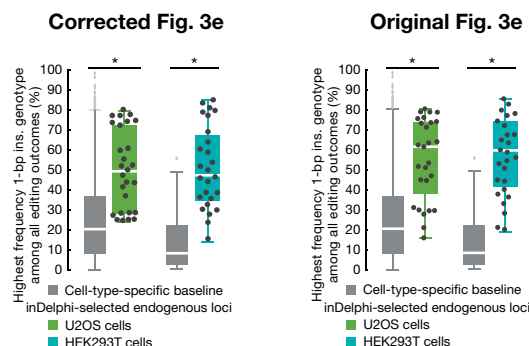 Corrected Fig. 3e
Highest frequency 1-bp ins. genotype
among all editing outcomes (%)
100
90
80
70
60
50
40
30
20
10
0
*
*
Cell-type-specific baseline
inDelphi-selected endogenous loci
U2OS cells
HEK293T cells
Original Fig. 3e
Highest frequency 1-bp ins. genotype
among all editing outcomes (%)
100
90
80
70
60
50
40
30
20
10
0
*
*
Cell-type-specific baseline
inDelphi-selected endogenous loci
U2OS cells
HEK293T cells